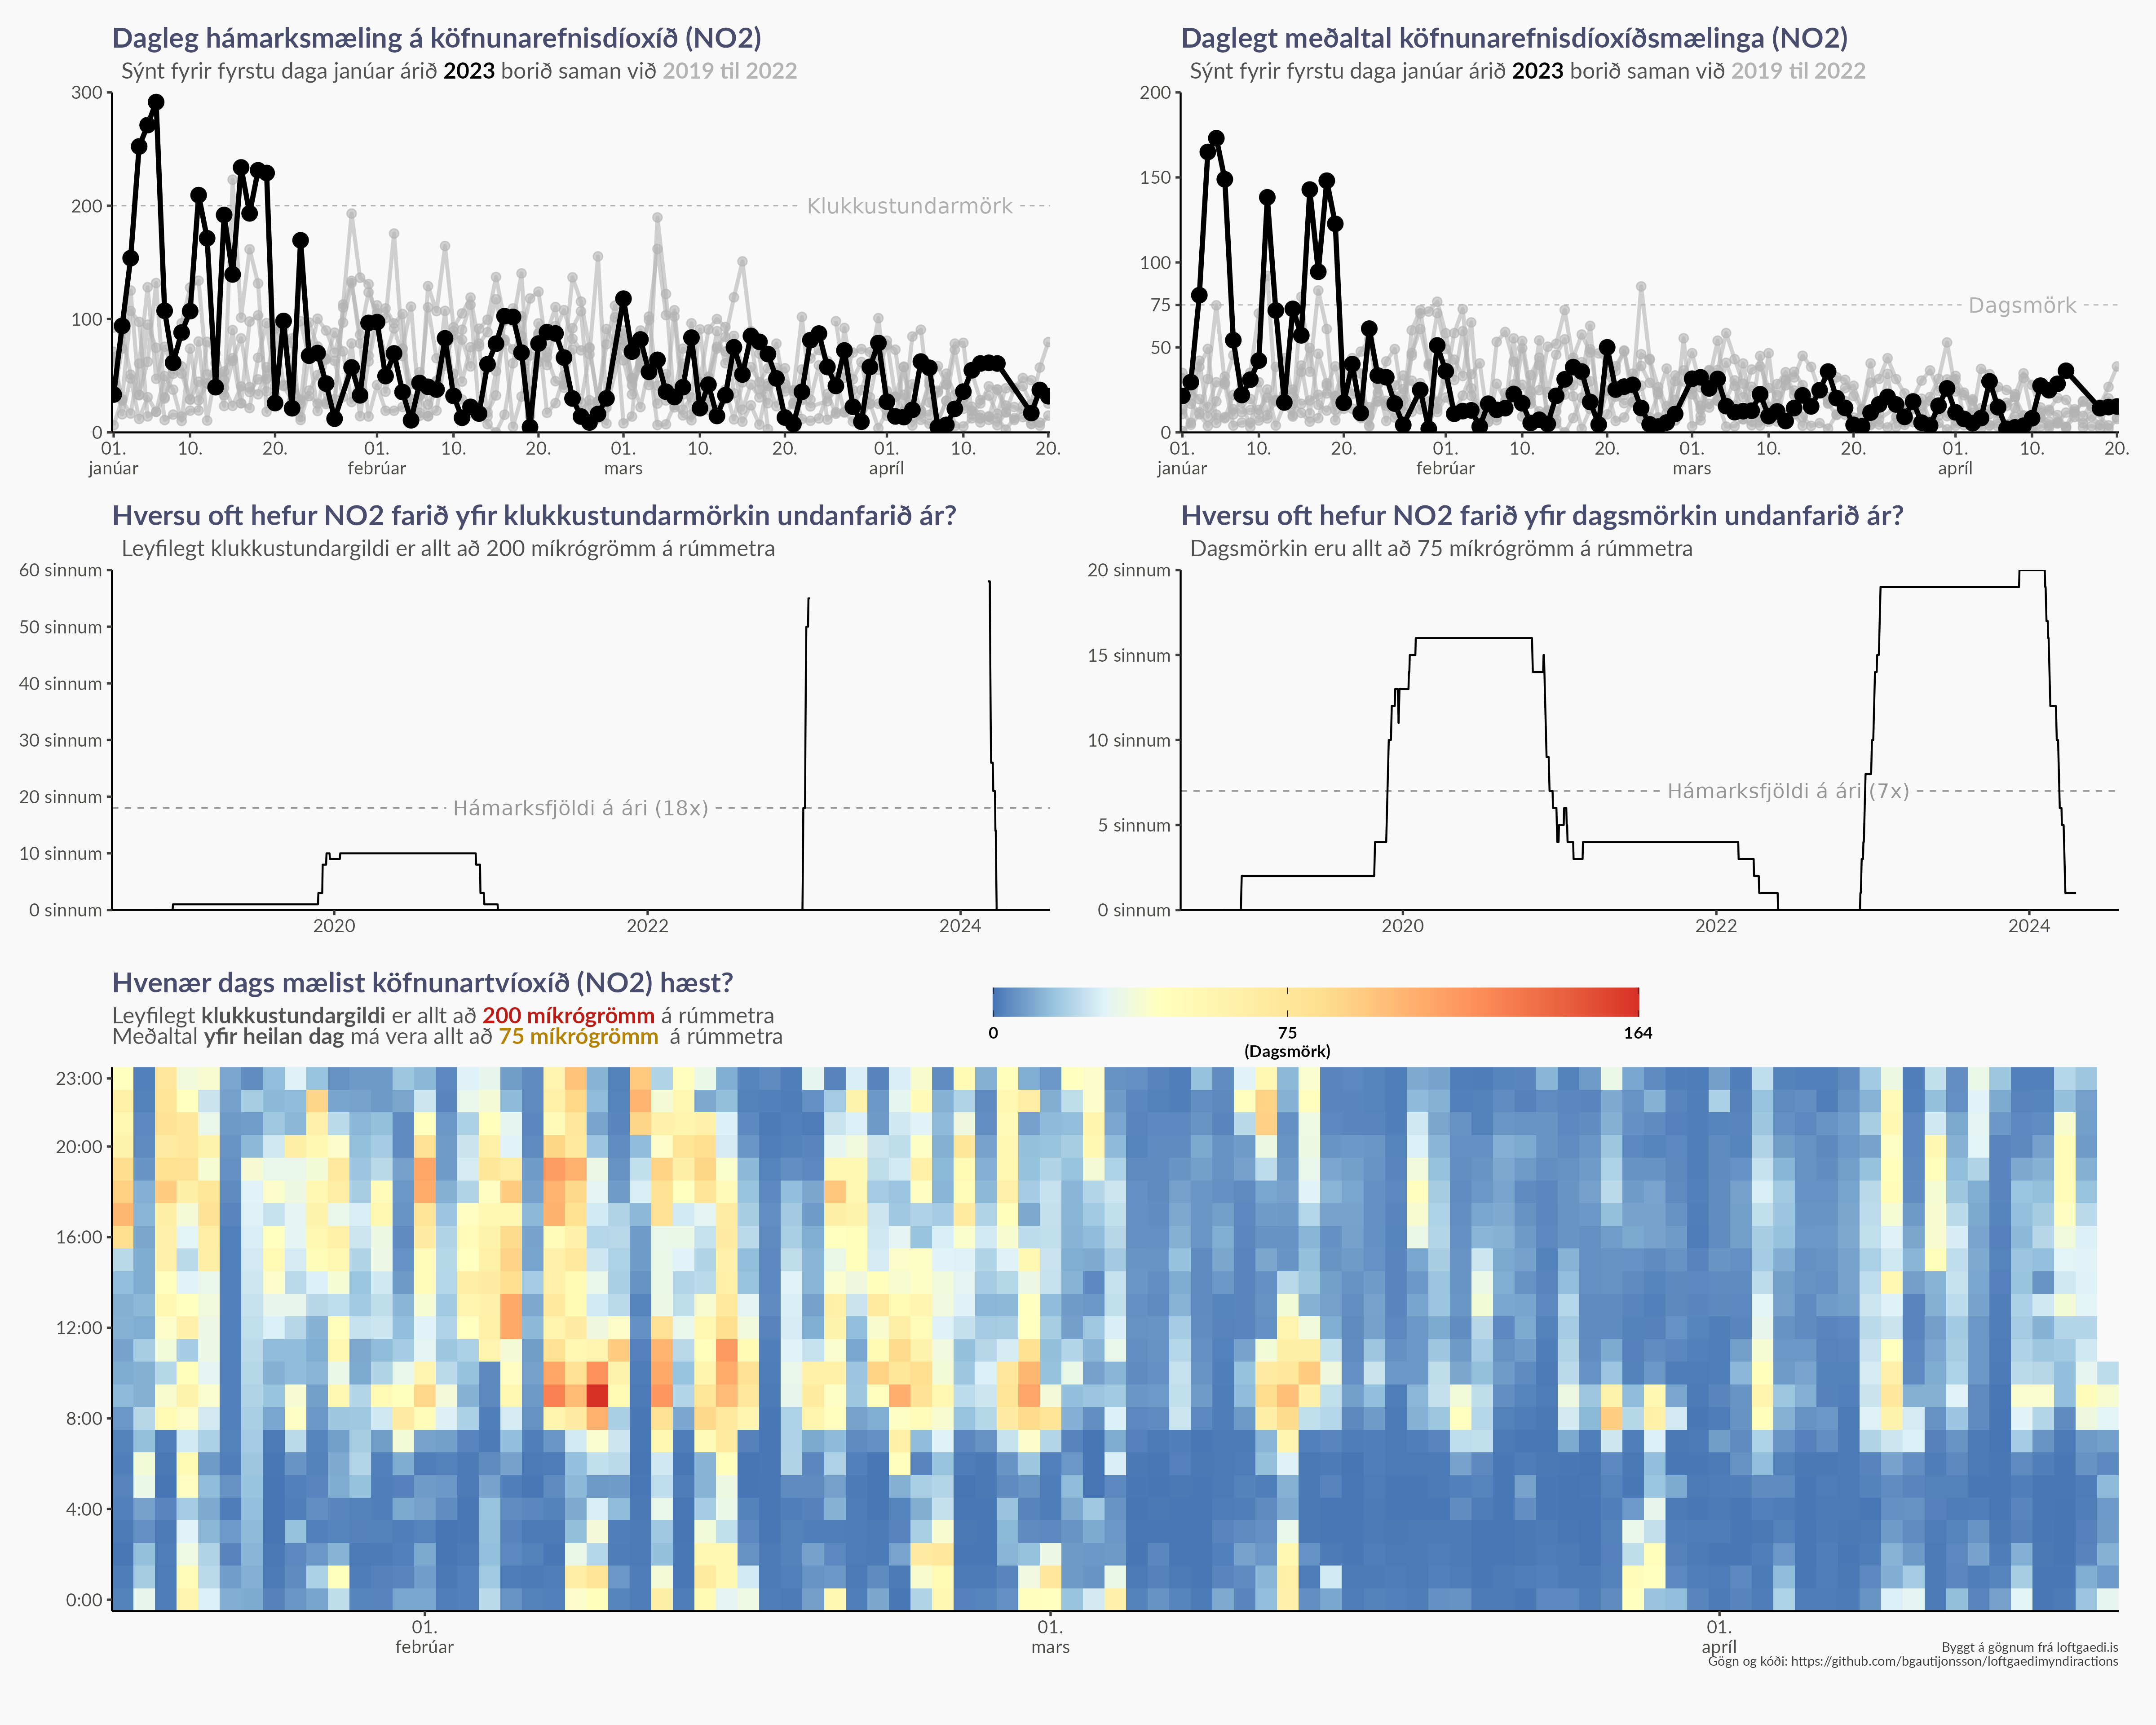 Dagleg hámarksmæling á köfnunarefnisdíoxíð (NO2)
Sýnt fyrir fyrstu daga janúar árið 2023 borið saman við 2019 til 2022
300
200
100
0
Klukkustundarmörk
01. 10. 20. 01. 10. 20. 01. 10. 20. 01. 10. 20.
janúar febrúar mars apríl
Daglegt meðaltal köfnunarefnisdíoxíðsmælinga (NO2)
Sýnt fyrir fyrstu daga janúar árið 2023 borið saman við 2019 til 2022
200
150
100
75
50
0
Dagsmörk
01. 10. 20. 01. 10. 20. 01. 10. 20. 01. 10. 20.
janúar febrúar mars apríl
Hversu oft hefur NO2 farið yfir klukkustundarmörkin undanfarið ár?
Leyfilegt klukkustundargildi er allt að 200 míkrógrömm á rúmmetra
60 sinnum
50 sinnum
40 sinnum
30 sinnum
20 sinnum
10 sinnum
0 sinnum
Hámarksfjöldi á ári (18x)
2020 2022 2024
Hversu oft hefur NO2 farið yfir dagsmörkin undanfarið ár?
Dagsmörkin eru allt að 75 míkrógrömm á rúmmetra
20 sinnum
15 sinnum
10 sinnum
5 sinnum
0 sinnum
Hámarksfjöldi á ári (7x)
2020 2022 2024
Hvenær dags mælist köfnunartvíoxíð (NO2) hæst?
Leyfilegt klukkustundargildi er allt að 200 míkrógrömm á rúmmetra
Meðaltal yfir heilan dag má vera allt að 75 míkrógrömm á rúmmetra
0 75 164
(Dagsmörk)
23:00
20:00
16:00
12:00
8:00
4:00
0:00
01. 01. 01.
febrúar mars apríl
Byggt á gögnum frá loftgaedi.is
Gögn og kóði: https://github.com/bgautijonsson/loftgaedimyndiractions